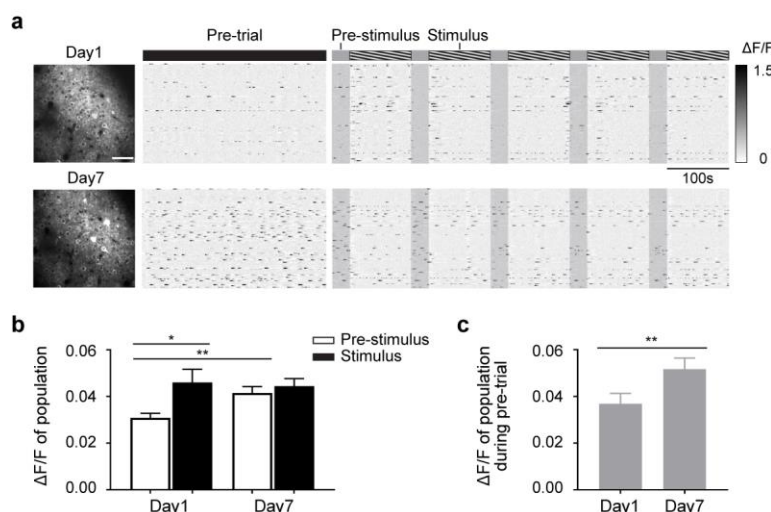 a
Day1 Pre-trial Pre-stimulus Stimulus ΔF/F
1.5
0
100s
Day7
b
*
**
Pre-stimulus
Stimulus
ΔF/F of population
0.06
0.04
0.02
0.00
Day1 Day7
c
**
ΔF/F of population
during pre-trial
0.06
0.04
0.02
0.00
Day1 Day7